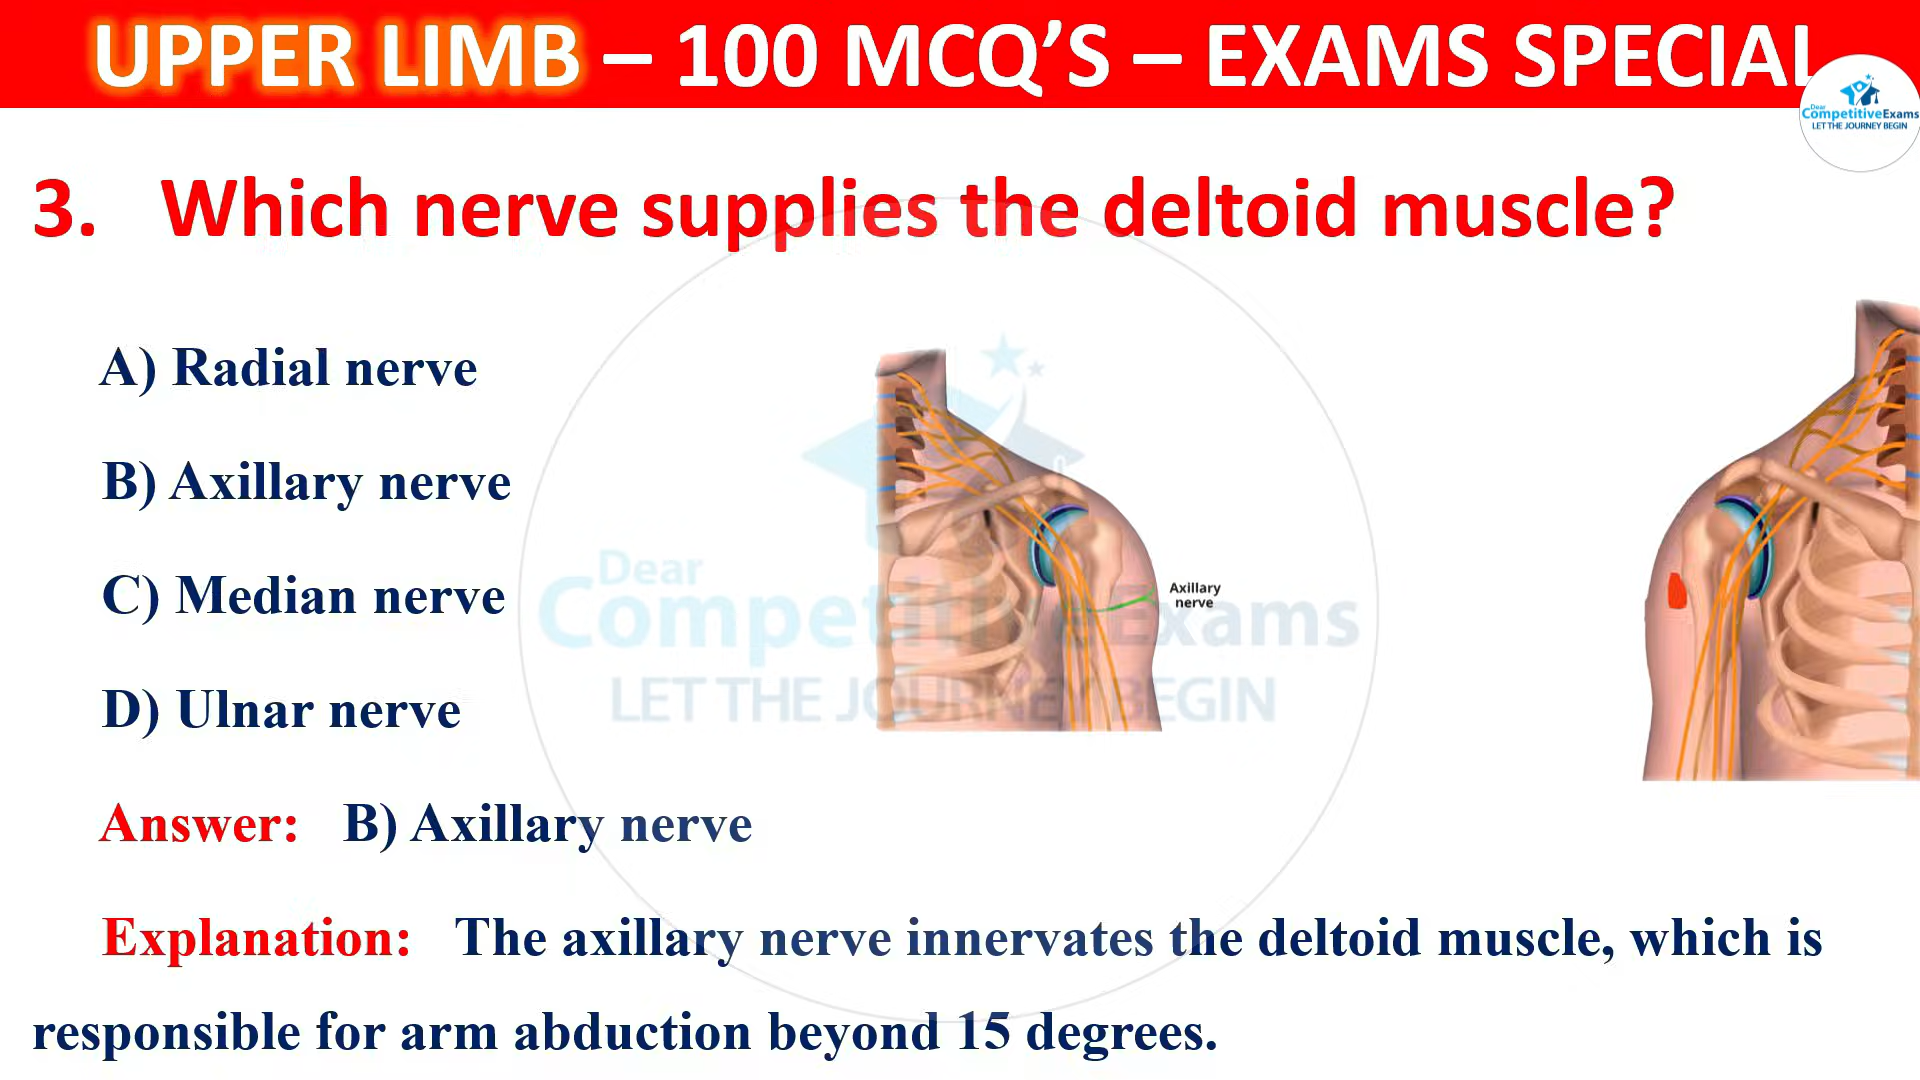 UPPER LIMB – 100 MCQ’S – EXAMS SPECIAL
Dear
CompetitiveExams
LET THE JOURNEY BEGIN
3. Which nerve supplies the deltoid muscle?
A) Radial nerve
B) Axillary nerve
C) Median nerve
D) Ulnar nerve
Axillary
nerve
Dear
CompetitiveExams
LET THE JOURNEY BEGIN
Answer: B) Axillary nerve
Explanation: The axillary nerve innervates the deltoid muscle, which is
responsible for arm abduction beyond 15 degrees.